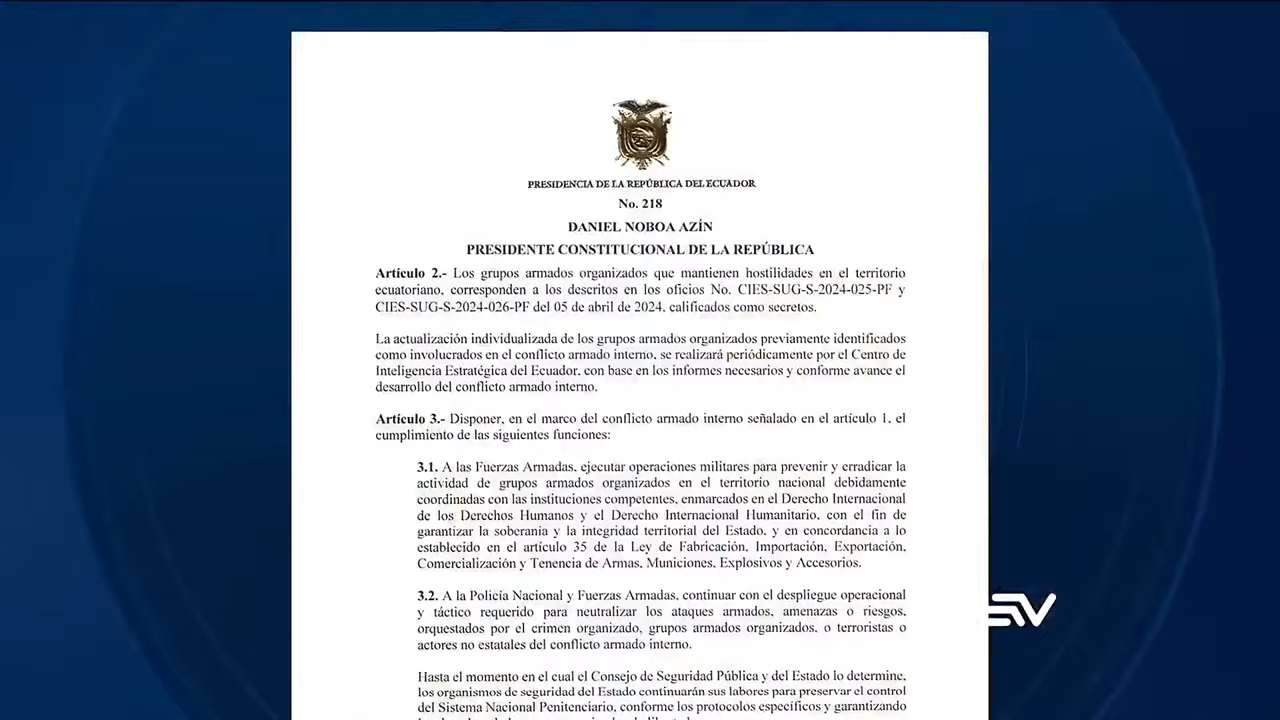 PRESIDENCIA DE LA REPÚBLICA DEL ECUADOR
No. 218
DANIEL NOBOA AZÍN
PRESIDENTE CONSTITUCIONAL DE LA REPÚBLICA
Artículo 2.- Los grupos armados organizados que mantienen hostilidades en el territorio
ecuatoriano, corresponden a los descritos en los oficios No. CIES-SUG-S-2024-025-PF y
CIES-SUG-S-2024-026-PF del 05 de abril de 2024, calificados como secretos.
La actualización individualizada de los grupos armados organizados previamente identificados
como involucrados en el conflicto armado interno, se realizará periódicamente por el Centro de
Inteligencia Estratégica del Ecuador, con base en los informes necesarios y conforme avance el
desarrollo del conflicto armado interno.
Artículo 3.- Disponer, en el marco del conflicto armado interno señalado en el artículo 1, el
cumplimiento de las siguientes funciones:
3.1. A las Fuerzas Armadas, ejecutar operaciones militares para prevenir y erradicar la
actividad de grupos armados organizados en el territorio nacional debidamente
coordinadas con las instituciones competentes, enmarcados en el Derecho Internacional
de los Derechos Humanos y el Derecho Internacional Humanitario, con el fin de
garantizar la soberanía y la integridad territorial del Estado, y en concordancia a lo
establecido en el artículo 35 de la Ley de Fabricación, Importación, Exportación,
Comercialización y Tenencia de Armas, Municiones, Explosivos y Accesorios.
3.2. A la Policía Nacional y Fuerzas Armadas, continuar con el despliegue operacional
y táctico requerido para neutralizar los ataques armados, amenazas o riesgos,
orquestados por el crimen organizado, grupos armados organizados, o terroristas o
actores no estatales del conflicto armado interno.
Hasta el momento en el cual el Consejo de Seguridad Pública y del Estado lo determine,
los organismos de seguridad del Estado continuarán sus labores para preservar el control
del Sistema Nacional Penitenciario, conforme los protocolos específicos y garantizando